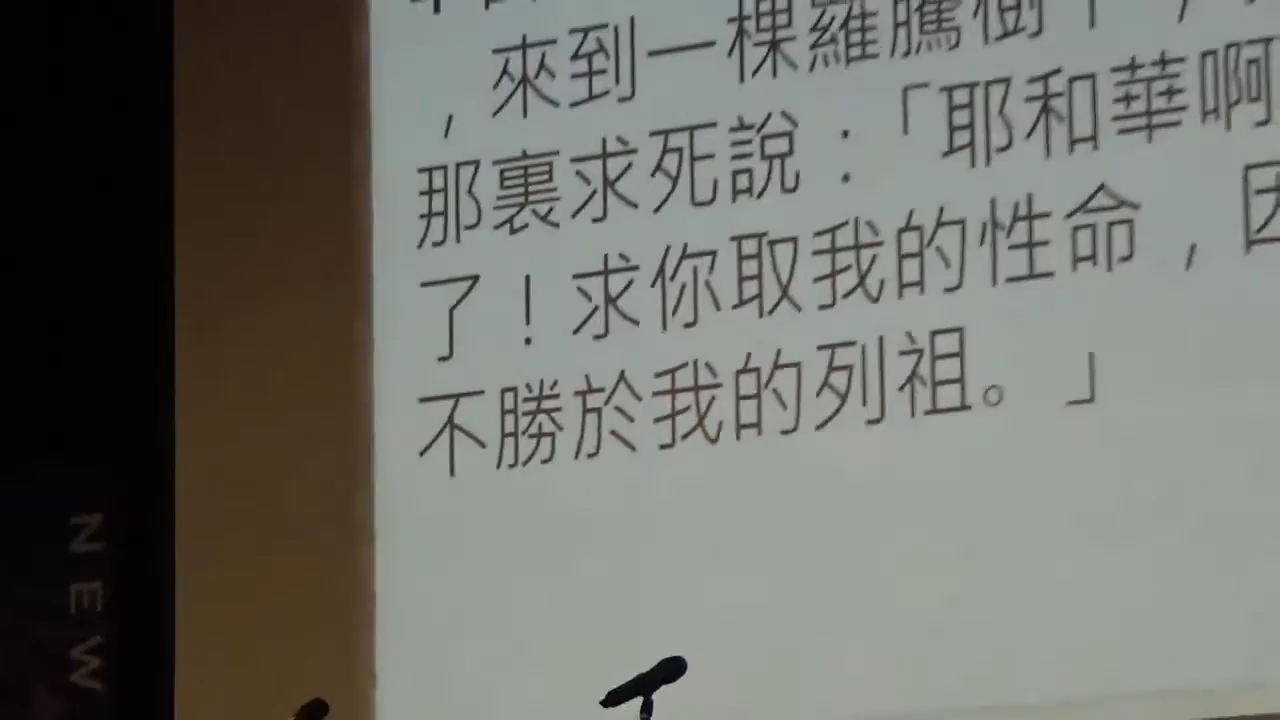 ，來到一棵羅騰樹下，
那裏求死說：「耶和華啊
了！求你取我的性命，因
不勝於我的列祖。」
NEW